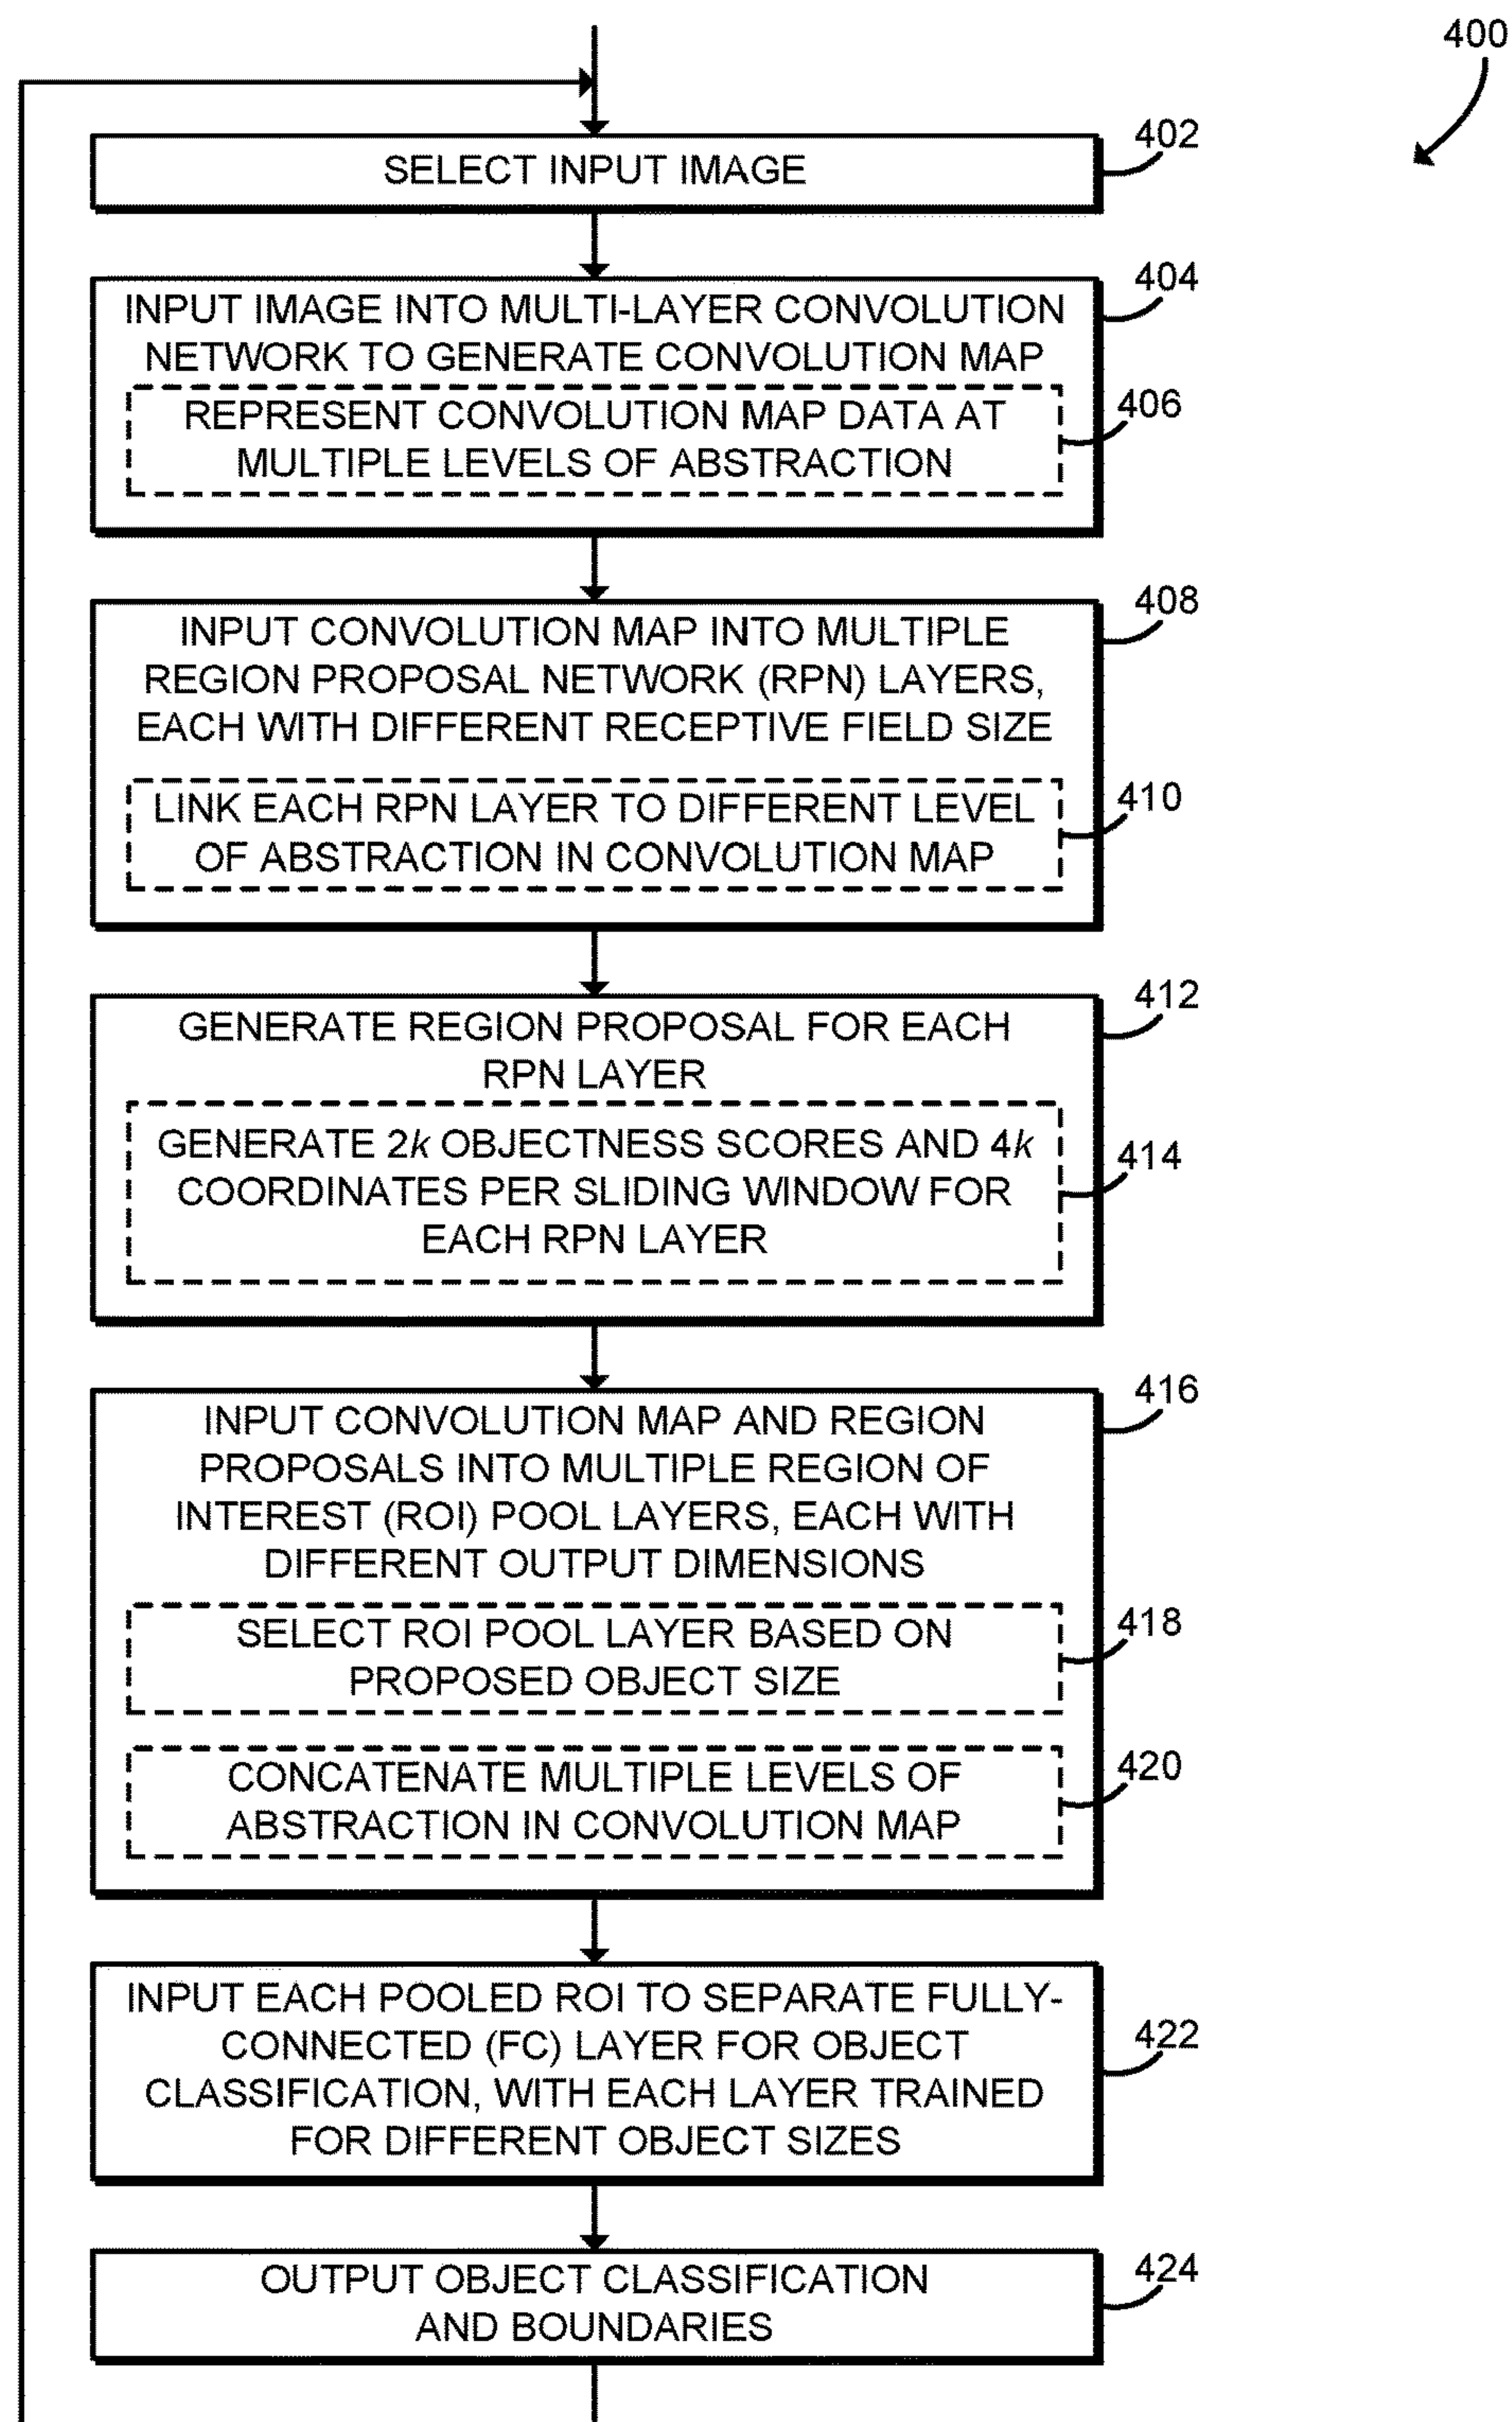 400
402
SELECT INPUT IMAGE
404
INPUT IMAGE INTO MULTI-LAYER CONVOLUTION
NETWORK TO GENERATE CONVOLUTION MAP
406
REPRESENT CONVOLUTION MAP DATA AT
MULTIPLE LEVELS OF ABSTRACTION
408
INPUT CONVOLUTION MAP INTO MULTIPLE
REGION PROPOSAL NETWORK (RPN) LAYERS,
EACH WITH DIFFERENT RECEPTIVE FIELD SIZE
410
LINK EACH RPN LAYER TO DIFFERENT LEVEL
OF ABSTRACTION IN CONVOLUTION MAP
412
GENERATE REGION PROPOSAL FOR EACH
RPN LAYER
414
GENERATE 2k OBJECTNESS SCORES AND 4k
COORDINATES PER SLIDING WINDOW FOR
EACH RPN LAYER
416
INPUT CONVOLUTION MAP AND REGION
PROPOSALS INTO MULTIPLE REGION OF
INTEREST (ROI) POOL LAYERS, EACH WITH
DIFFERENT OUTPUT DIMENSIONS
418
SELECT ROI POOL LAYER BASED ON
PROPOSED OBJECT SIZE
420
CONCATENATE MULTIPLE LEVELS OF
ABSTRACTION IN CONVOLUTION MAP
422
INPUT EACH POOLED ROI TO SEPARATE FULLY-
CONNECTED (FC) LAYER FOR OBJECT
CLASSIFICATION, WITH EACH LAYER TRAINED
FOR DIFFERENT OBJECT SIZES
424
OUTPUT OBJECT CLASSIFICATION
AND BOUNDARIES